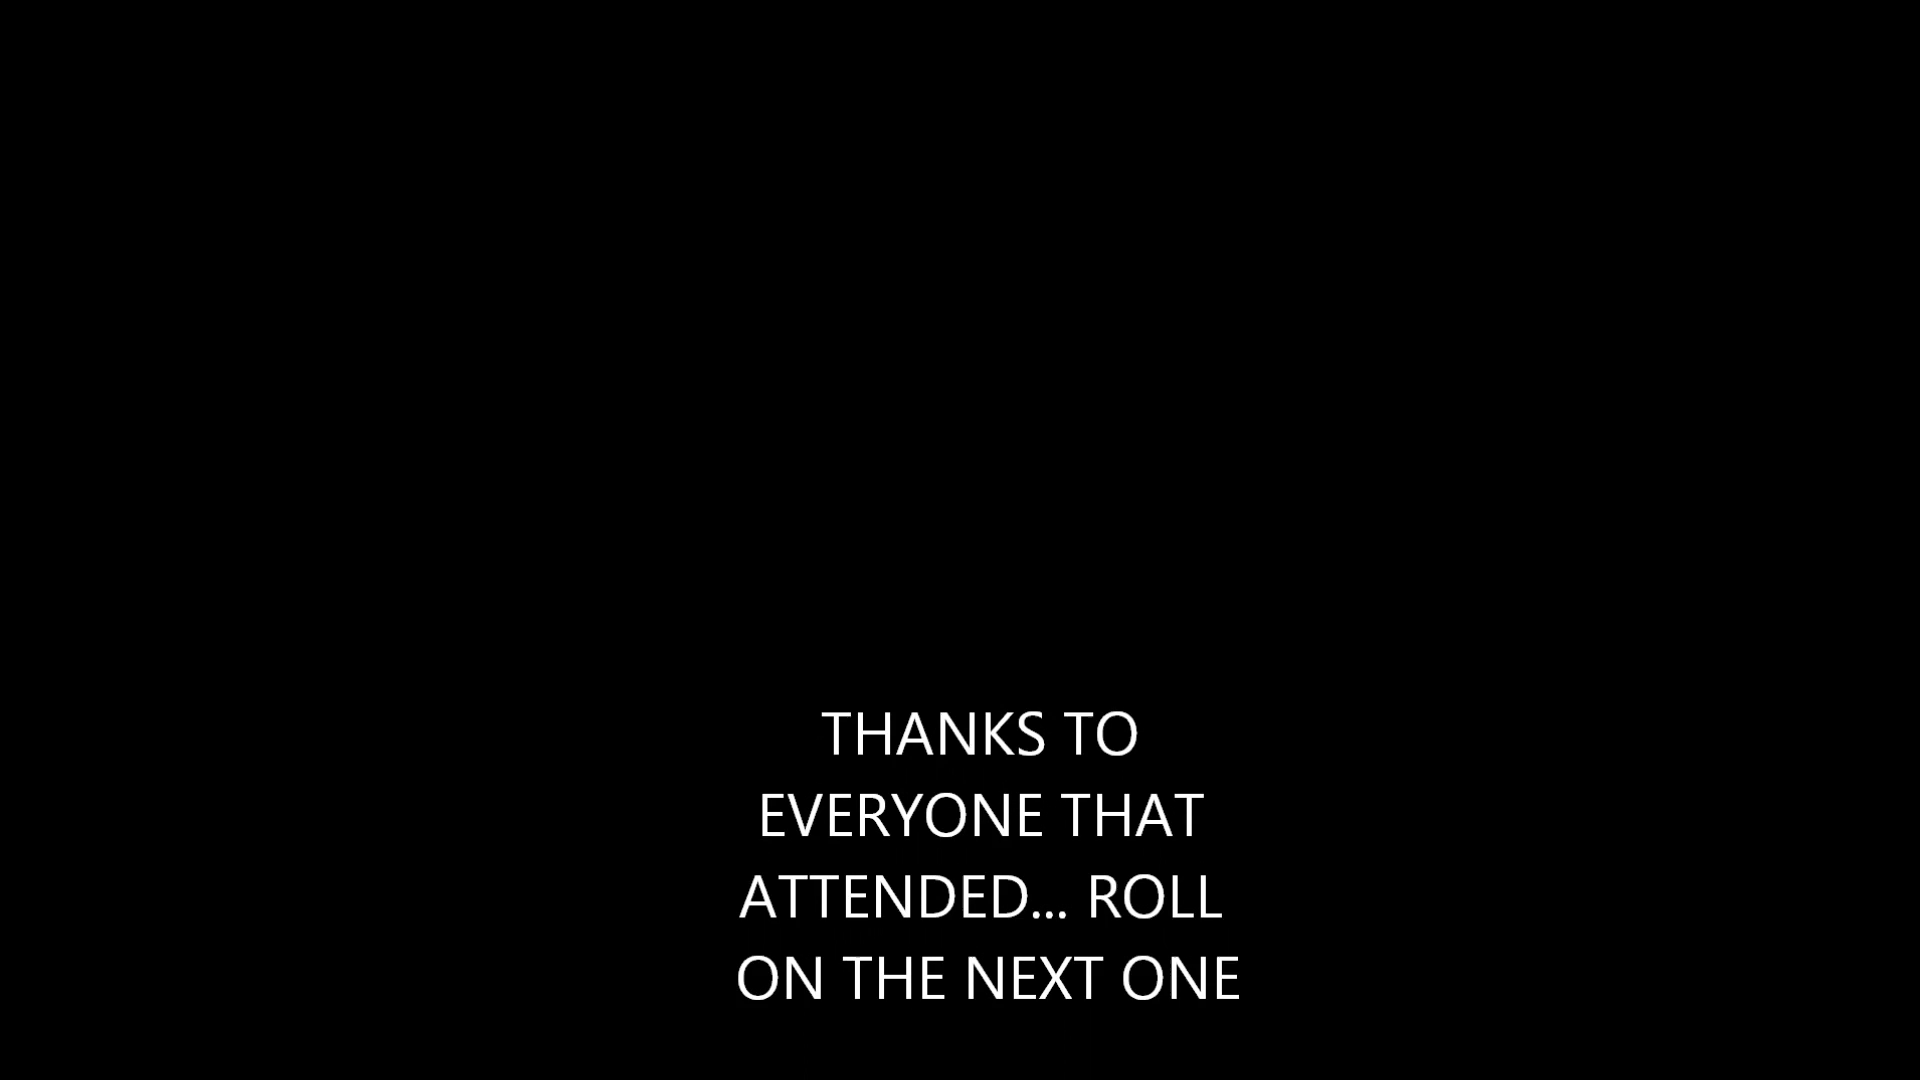 THANKS TO
EVERYONE THAT
ATTENDED... ROLL
ON THE NEXT ONE